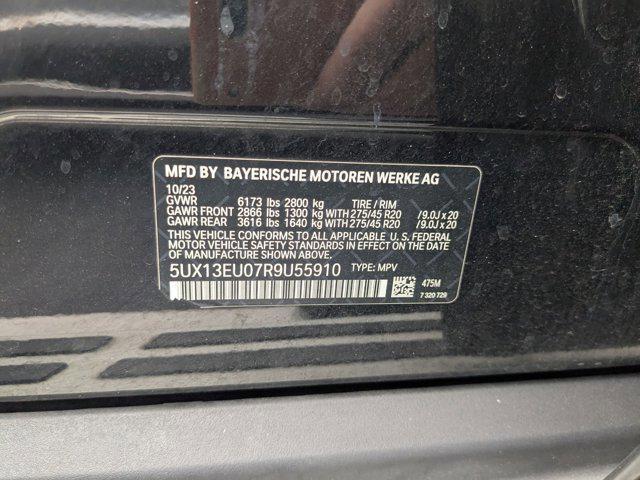 MFD BY BAYERISCHE MOTOREN WERKE AG
10/23
GVWR 6173 lbs 2800 kg TIRE / RIM
GAWR FRONT 2866 lbs 1300 kg WITH 275/45 R20 /9.0J x 20
GAWR REAR 3616 lbs 1640 kg WITH 275/45 R20 /9.0J x 20
THIS VEHICLE CONFORMS TO ALL APPLICABLE U.S. FEDERAL
MOTOR VEHICLE SAFETY STANDARDS IN EFFECT ON THE DATE
OF MANUFACTURE SHOWN ABOVE.
5UX13EU07R9U55910 TYPE: MPV
475M
7 320 729